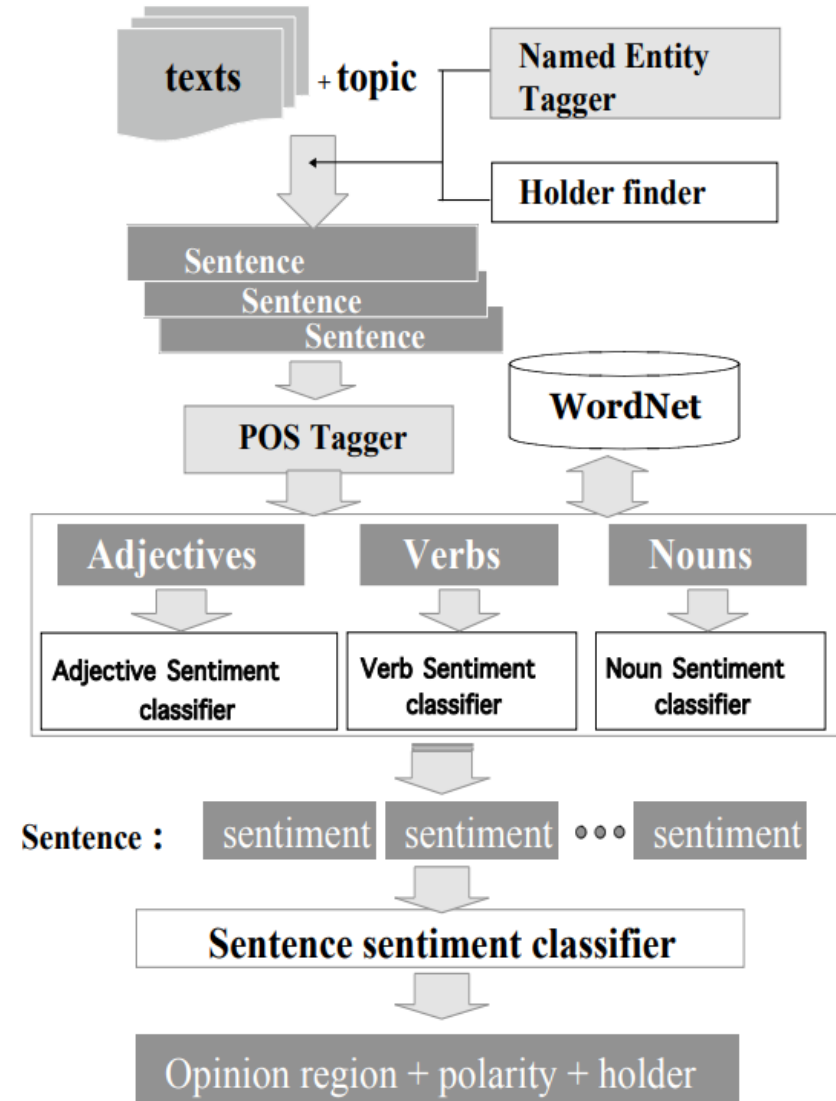 texts + topic
Named Entity
Tagger
Holder finder
Sentence
Sentence
Sentence
POS Tagger
WordNet
Adjectives
Verbs
Nouns
Adjective Sentiment
classifier
Verb Sentiment
classifier
Noun Sentiment
classifier
Sentence : sentiment sentiment ●●● sentiment
Sentence sentiment classifier
Opinion region + polarity + holder